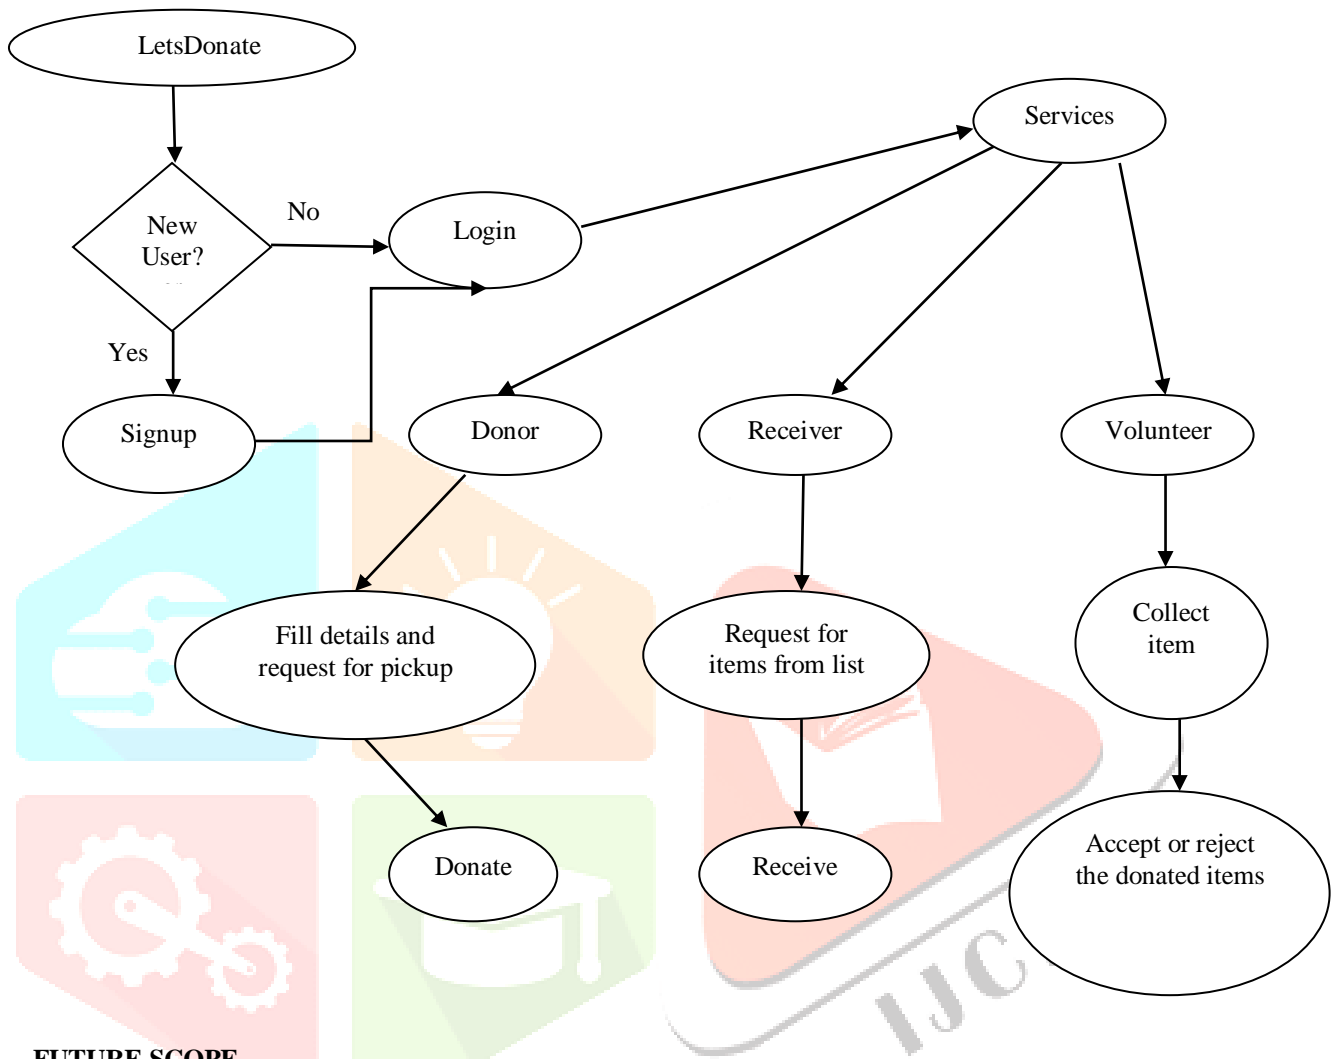 LetsDonate
Services
New
User?
No
Login
Yes
Signup
Donor
Receiver
Volunteer
Fill details and
request for pickup
Request for
items from list
Collect
item
Donate
Receive
Accept or reject
the donated items
IJC
FUTURE SCOPE